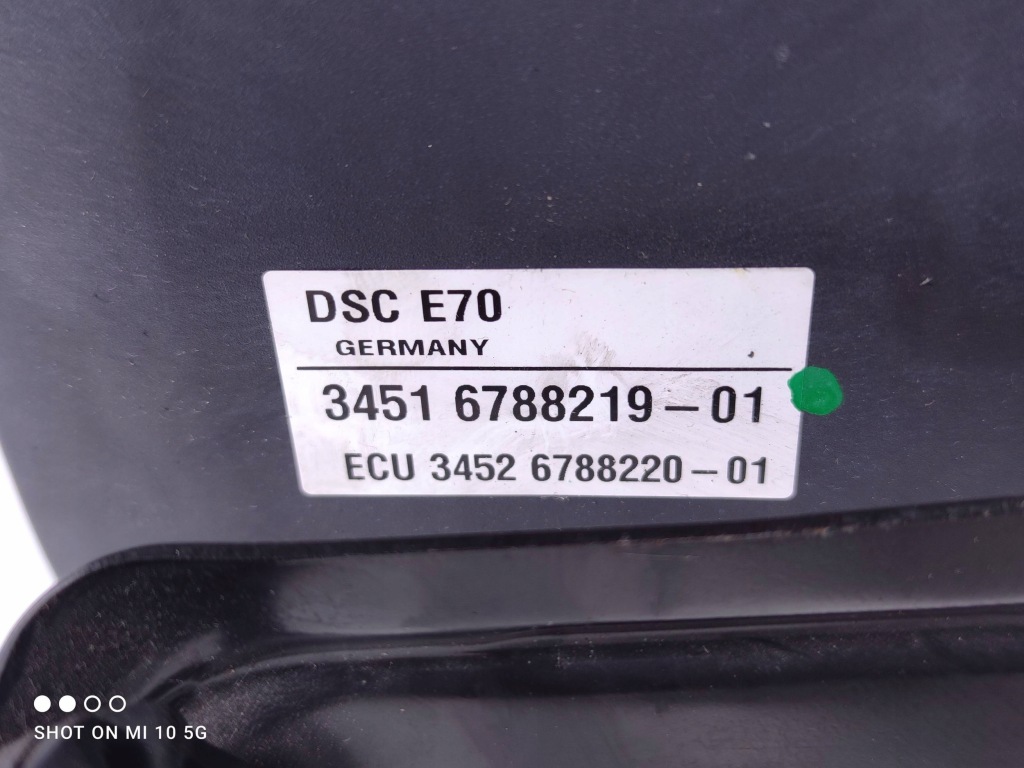 DSC E70
GERMANY
3451 6788219-01
ECU 3452 6788220-01
SHOT ON MI 10 5G